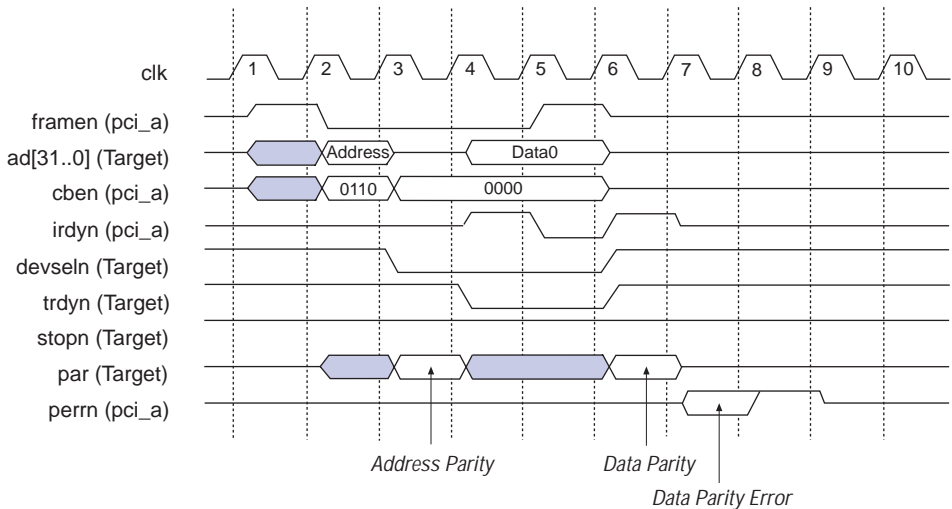 clk 1 2 3 4 5 6 7 8 9 10
framen (pci_a)
ad[31..0] (Target) Address Data0
cben (pci_a) 0110 0000
irdyn (pci_a)
devseln (Target)
trdyn (Target)
stopn (Target)
par (Target)
perrn (pci_a)
Address Parity Data Parity
Data Parity Error